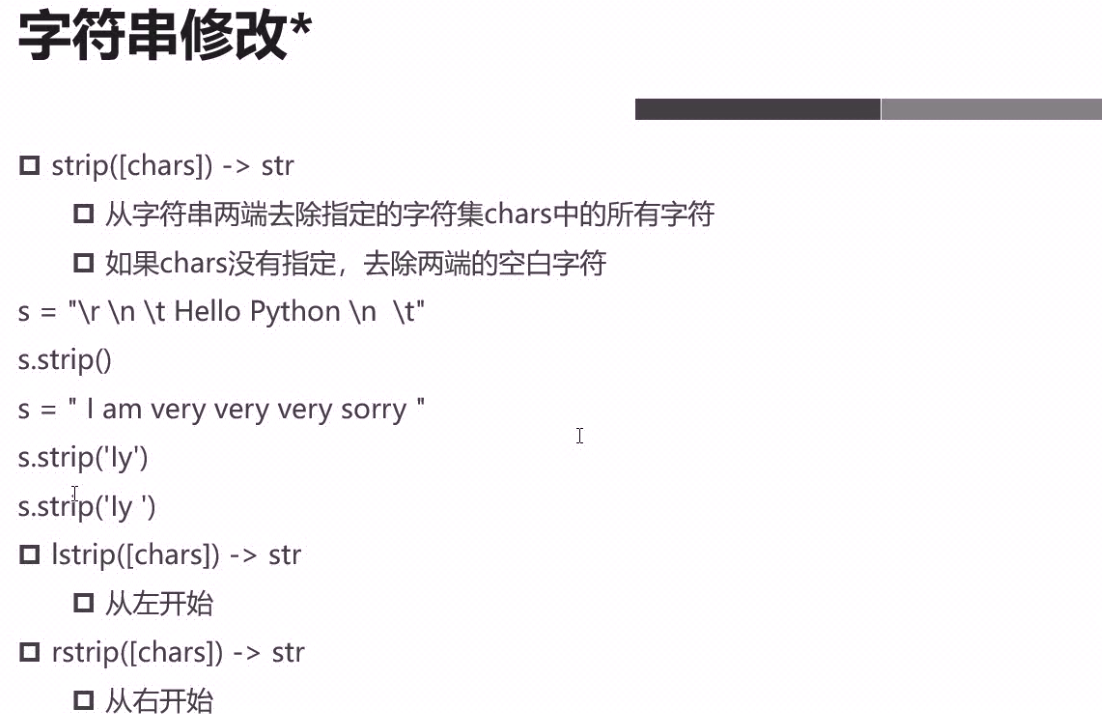 字符串修改*
strip([chars]) -> str
从字符串两端去除指定的字符集chars中的所有字符
如果chars没有指定，去除两端的空白字符
s = "\r \n \t Hello Python \n  \t"
s.strip()
s = " I am very very very sorry "
s.strip('Iy')
s.strip('Iy ')
lstrip([chars]) -> str
从左开始
rstrip([chars]) -> str
从右开始